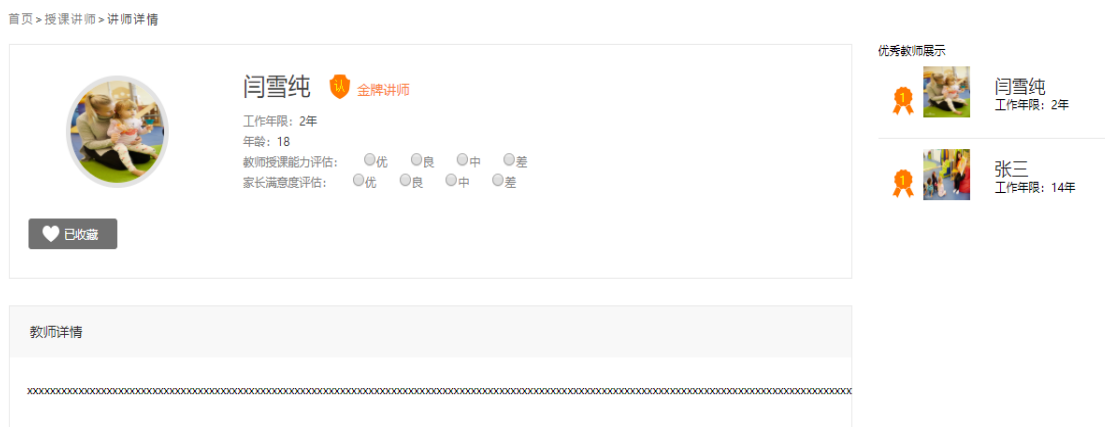 首页>授课讲师>讲师详情
闫雪纯 认 金牌讲师
工作年限：2年
年龄：18
教师授课能力评估： 优 良 中 差
家长满意度评估： 优 良 中 差
已收藏
教师详情
xxxxxxxxxxxxxxxxxxxxxxxxxxxxxxxxxxxxxxxxxxxxxxxxxxxxxxxxxxxxxxxxxxxxxxxxxxxxxxxxxxxxxxxxxxxxxxxxxxxxxxxxxxxxxxxxxxxxxxxxxxxxxxxxxxxxxxxxxxxxxxxxxxxxx
优秀教师展示
1 闫雪纯
工作年限：2年
1 张三
工作年限：14年